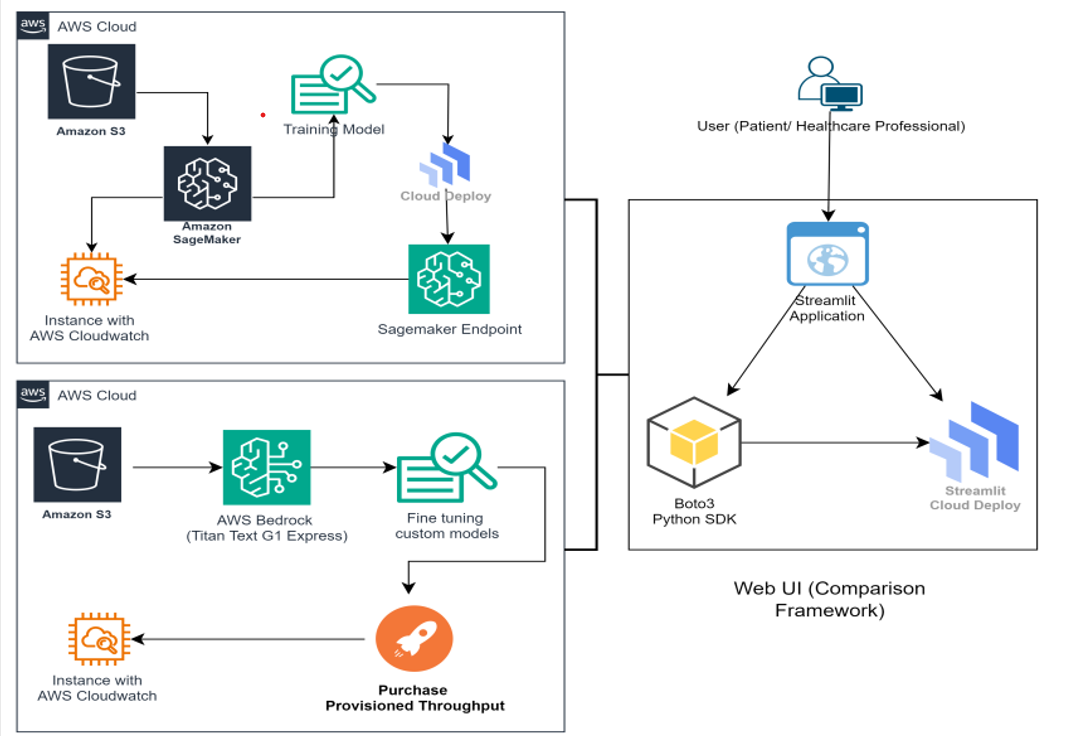 aws
AWS Cloud
Amazon S3
Training Model
Cloud Deploy
Amazon
SageMaker
Instance with
AWS Cloudwatch
Sagemaker Endpoint
aws
AWS Cloud
Amazon S3
AWS Bedrock
(Titan Text G1 Express)
Fine tuning
custom models
Instance with
AWS Cloudwatch
Purchase
Provisioned Throughput
User (Patient/ Healthcare Professional)
Streamlit
Application
Boto3
Python SDK
Streamlit
Cloud Deploy
Web UI (Comparison
Framework)